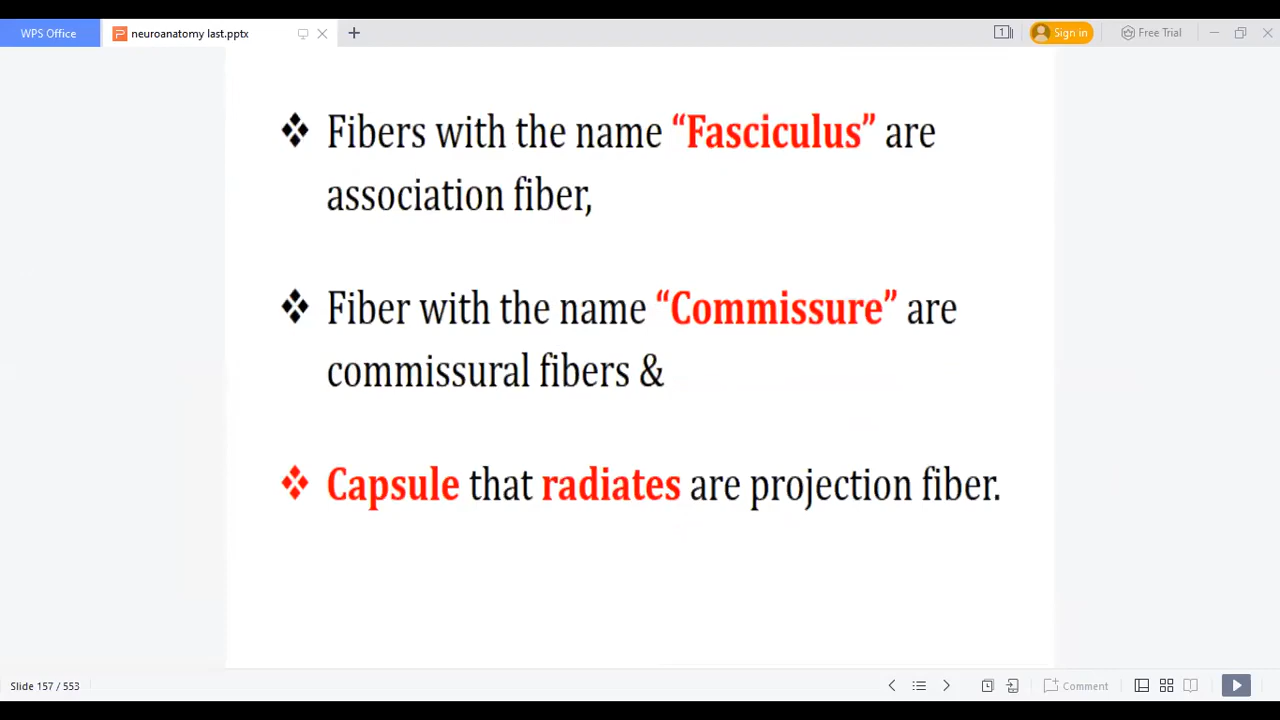 WPS Office
neuroanatomy last.pptx
1
Sign in
Free Trial
❖ Fibers with the name “Fasciculus” are
association fiber,
❖ Fiber with the name “Commissure” are
commissural fibers &
❖ Capsule that radiates are projection fiber.
Slide 157 / 553
Comment